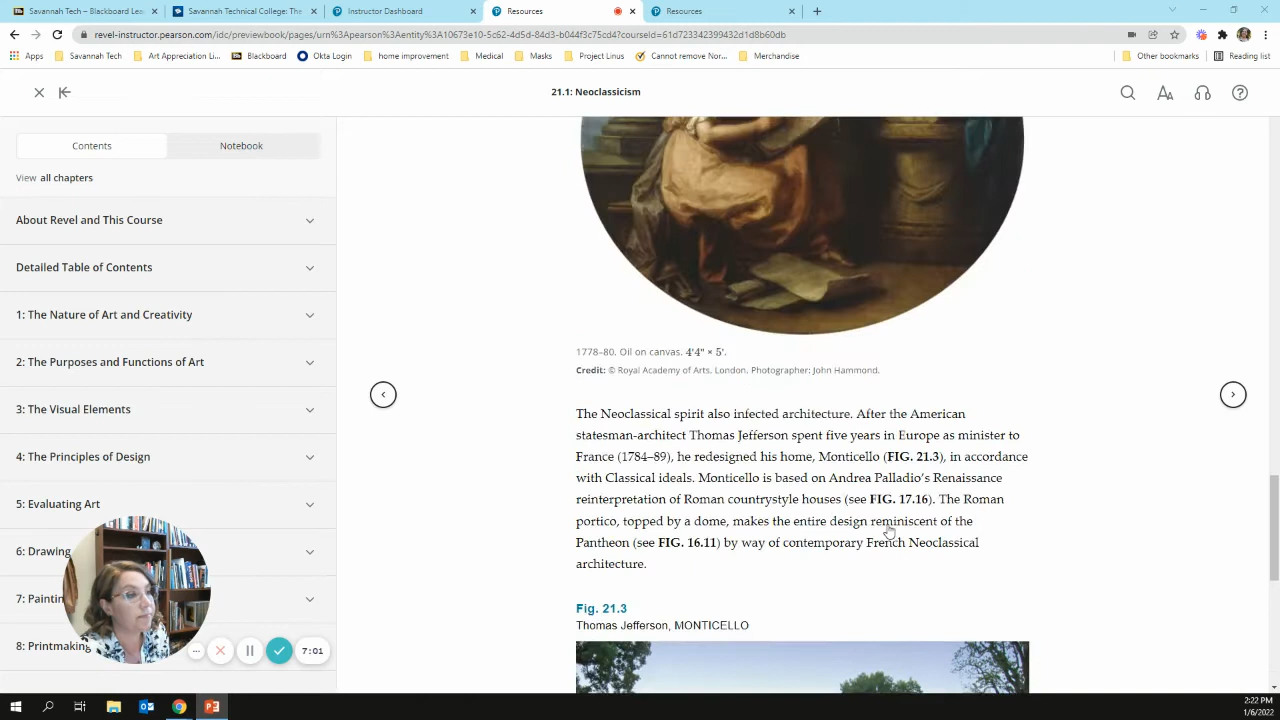 Savannah Tech – Blackboard Lea
Savannah Technical College: The
Instructor Dashboard
Resources
Resources
revel-instructor.pearson.com/idc/previewbook/pages/urn%3Apearson%3Aentity%3A10673e10-5c62-4d5d-84d3-b044f3c75cd4?courseId=61d723342399432d1d8b60db
Apps
Savannah Tech
Art Appreciation Li...
Blackboard
Okta Login
home improvement
Medical
Masks
Project Linus
Cannot remove Nor...
Merchandise
Other bookmarks
Reading list
21.1: Neoclassicism
Contents
Notebook
View all chapters
About Revel and This Course
Detailed Table of Contents
1: The Nature of Art and Creativity
2: The Purposes and Functions of Art
3: The Visual Elements
4: The Principles of Design
5: Evaluating Art
6: Drawing
7: Paintin
8: Printmaking
7:01
1778–80. Oil on canvas. 4'4" × 5'.
Credit: © Royal Academy of Arts, London. Photographer: John Hammond.
The Neoclassical spirit also infected architecture. After the American
statesman-architect Thomas Jefferson spent five years in Europe as minister to
France (1784–89), he redesigned his home, Monticello (FIG. 21.3), in accordance
with Classical ideals. Monticello is based on Andrea Palladio's Renaissance
reinterpretation of Roman countrystyle houses (see FIG. 17.16). The Roman
portico, topped by a dome, makes the entire design reminiscent of the
Pantheon (see FIG. 16.11) by way of contemporary French Neoclassical
architecture.
Fig. 21.3
Thomas Jefferson, MONTICELLO
2:22 PM
1/6/2022